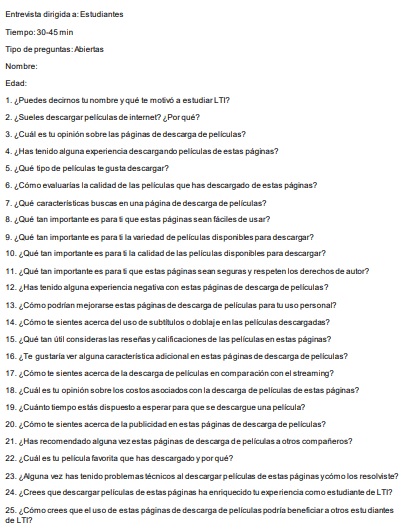 Entrevista dirigida a: Estudiantes
Tiempo: 30-45 min
Tipo de preguntas: Abiertas
Nombre:
Edad:
1. ¿Puedes decirnos tu nombre y qué te motivó a estudiar LTI?
2. ¿Sueles descargar películas de internet? ¿Por qué?
3. ¿Cuál es tu opinión sobre las páginas de descarga de películas?
4. ¿Has tenido alguna experiencia descargando películas de estas páginas?
5. ¿Qué tipo de películas te gusta descargar?
6. ¿Cómo evaluarías la calidad de las películas que has descargado de estas páginas?
7. ¿Qué características buscas en una página de descarga de películas?
8. ¿Qué tan importante es para ti que estas páginas sean fáciles de usar?
9. ¿Qué tan importante es para ti la variedad de películas disponibles para descargar?
10. ¿Qué tan importante es para ti la calidad de las películas disponibles para descargar?
11. ¿Qué tan importante es para ti que estas páginas sean seguras y respeten los derechos de autor?
12. ¿Has tenido alguna experiencia negativa con estas páginas de descarga de películas?
13. ¿Cómo podrían mejorarse estas páginas de descarga de películas para tu uso personal?
14. ¿Cómo te sientes acerca del uso de subtítulos o doblaje en las películas descargadas?
15. ¿Qué tan útil consideras las reseñas y calificaciones de las películas en estas páginas?
16. ¿Te gustaría ver alguna característica adicional en estas páginas de descarga de películas?
17. ¿Cómo te sientes acerca de la descarga de películas en comparación con el streaming?
18. ¿Cuál es tu opinión sobre los costos asociados con la descarga de películas de estas páginas?
19. ¿Cuánto tiempo estás dispuesto a esperar para que se descargue una película?
20. ¿Cómo te sientes acerca de la publicidad en estas páginas de descarga de películas?
21. ¿Has recomendado alguna vez estas páginas de descarga de películas a otros compañeros?
22. ¿Cuál es tu película favorita que has descargado y por qué?
23. ¿Alguna vez has tenido problemas técnicos al descargar películas de estas páginas y cómo los resolviste?
24. ¿Crees que descargar películas de estas páginas ha enriquecido tu experiencia como estudiante de LTI?
25. ¿Cómo crees que el uso de estas páginas de descarga de películas podría beneficiar a otros estudiantes
de LTI?